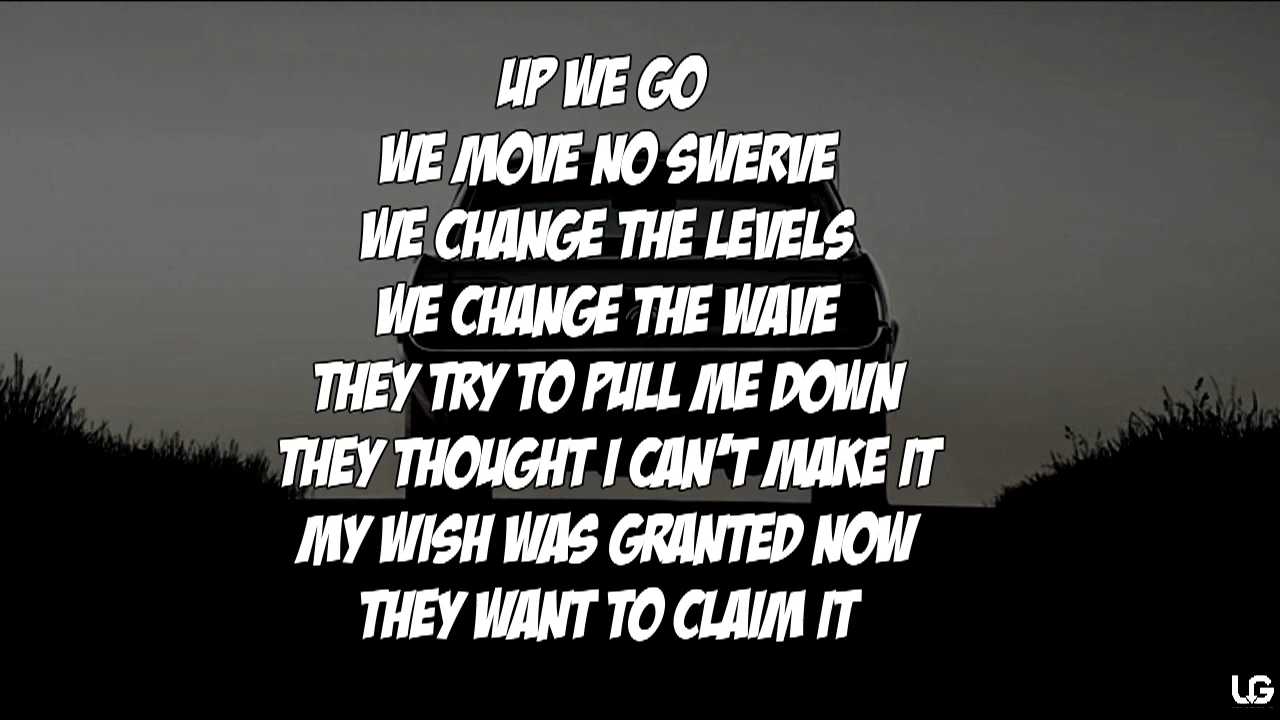 UP WE GO
WE MOVE NO SWERVE
WE CHANGE THE LEVELS
WE CHANGE THE WAVE
THEY TRY TO PULL ME DOWN
THEY THOUGHT I CAN'T MAKE IT
MY WISH WAS GRANTED NOW
THEY WANT TO CLAIM IT
UG